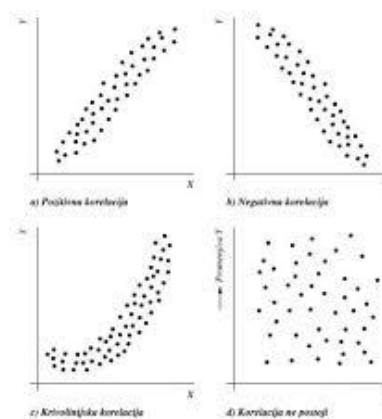 Y
X
a) Pozitivna korelacija
Y
X
b) Negativna korelacija
Y
X
c) Krivolinijska korelacija
Y
d) Korelacija ne postoji